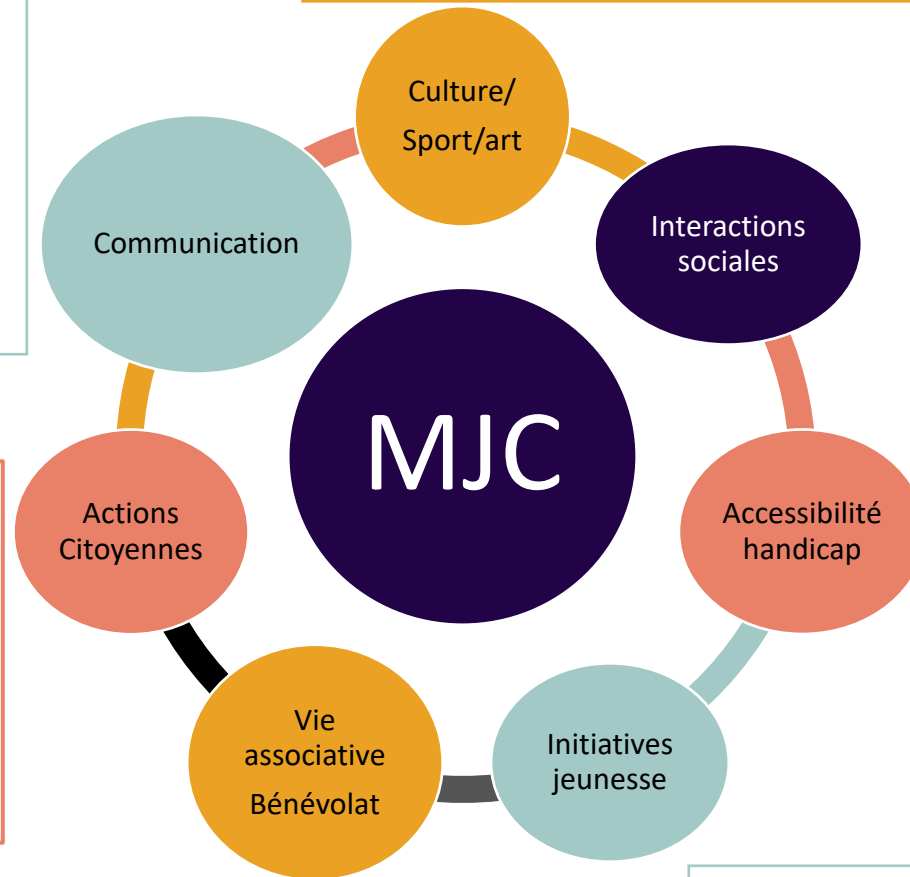 Culture/
Sport/art
Interactions
sociales
Accessibilité
handicap
Initiatives
jeunesse
Vie
associative
Bénévolat
Actions
Citoyennes
Communication
MJC